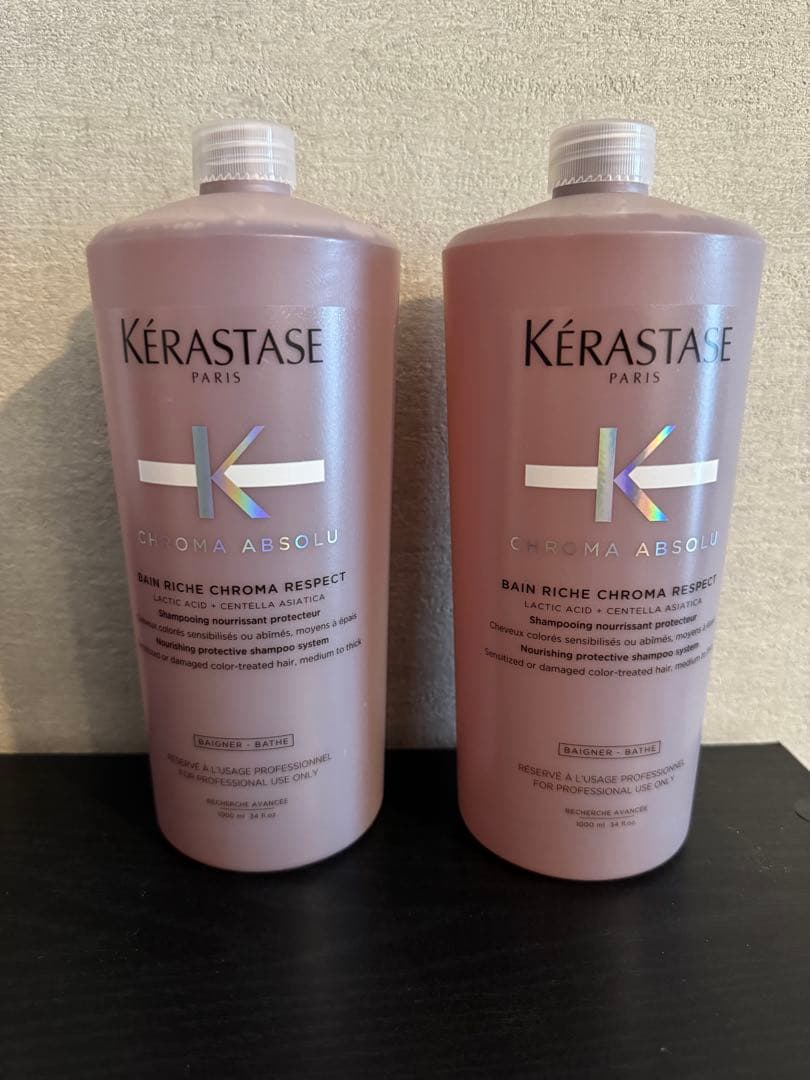 KÉRASTASE
PARIS
K
CHROMA ABSOLU
BAIN RICHE CHROMA RESPECT
LACTIC ACID + CENTELLA ASIATICA
Shampooing nourrissant protecteur
colorés sensibilisés ou abîmés, moyens à épais
Nourishing protective shampoo system
or damaged color-treated hair, medium to thick
BAIGNER - BATHE
RÉSERVÉ À L'USAGE PROFESSIONNEL
FOR PROFESSIONAL USE ONLY
RECHERCHE AVANCÉE
1000 ml 34 fl.oz.
KÉRASTASE
PARIS
K
CHROMA ABSOLU
BAIN RICHE CHROMA RESPECT
LACTIC ACID + CENTELLA ASIATICA
Shampooing nourrissant protecteur
Cheveux colorés sensibilisés ou abîmés, moyens à
Nourishing protective shampoo system
Sensitized or damaged color-treated hair, medium to
BAIGNER - BATHE
RÉSERVÉ À L'USAGE PROFESSIONNEL
FOR PROFESSIONAL USE ONLY
RECHERCHE AVANCÉE
1000 ml 34 fl.oz.